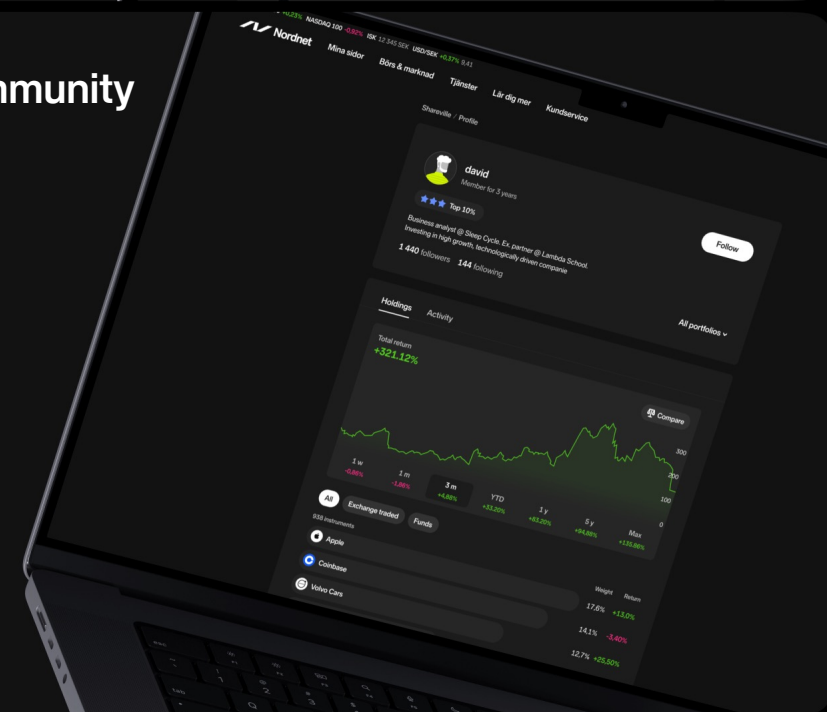 mmunity
+0,23% NASDAQ 100 -0,92% ISK 12 345 SEK USD/SEK +0,37% 9,41
Nordnet Mina sidor Börs & marknad Tjänster Lär dig mer Kundservice
Shareville / Profile
david
Member for 3 years
Top 10%
Business analyst @ Sleep Cycle, Ex. partner @ Lambda School.
Investing in high growth, technologically driven companie
1 440 followers 144 following
Follow
All portfolios
Holdings Activity
Total return
+321.12%
Compare
300
200
100
0
1 w 1 m 3 m YTD 1 y 5 y Max
-0,86% -1,86% +4,88% +33.20% +83.20% +94,88% +135.88%
All Exchange traded Funds
938 instruments
Weight Return
Apple 17,6% +13,0%
Coinbase 14,1% -3,40%
Volvo Cars 12,7% +25,50%
esc
tab